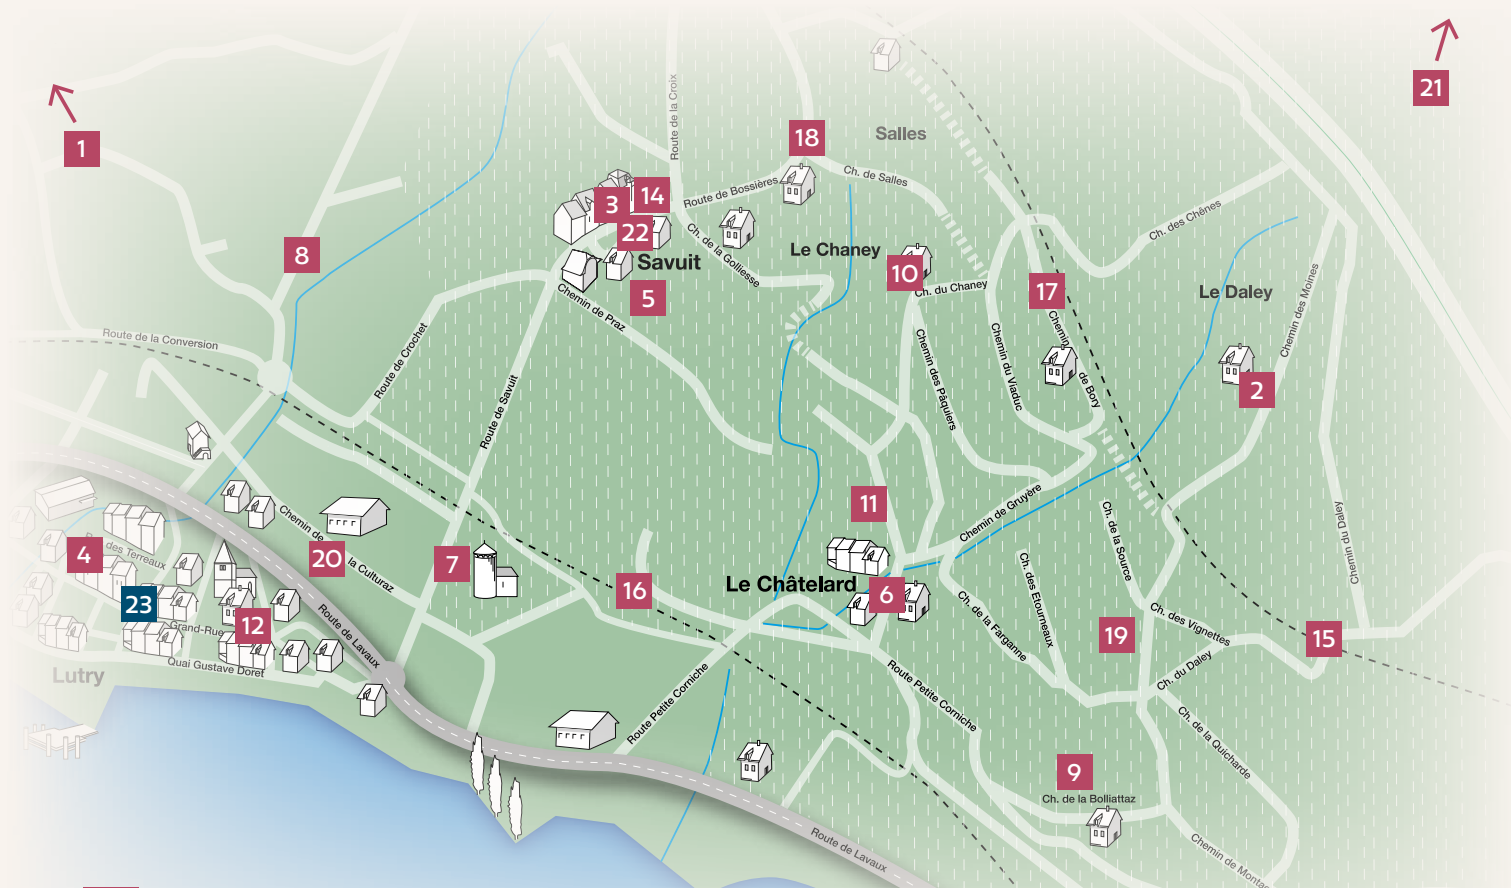 21
1
Route de la Croix
18
Salles
Ch. de Salles
3
14
Route de Bossières
22
Savuit
Ch. de la Golliesse
Le Chaney
Ch. des Chênes
8
10
Ch. du Chaney
17
Le Daley
5
Chemin de Praz
Route de la Conversion
Route de Crochet
Route de Savuit
Chemin des Pâquiers
Chemin du Viaduc
Chemin de Bory
Chemin des Moines
2
11
Chemin de Gruyère
Ch. de la Source
Chemin du Daley
Chemin de la Culturaz
20
7
4
des Terreaux
23
12
Grand-Rue
Quai Gustave Doret
Route de Lavaux
Lutry
16
Le Châtelard
6
Ch. des Etourneaux
Ch. de la Farganne
19
Ch. des Vignettes
15
Ch. du Daley
Route Petite Corniche
Route Petite Corniche
Ch. de la Quicharde
9
Ch. de la Bolliattaz
Route de Lavaux
Chemin de Montag